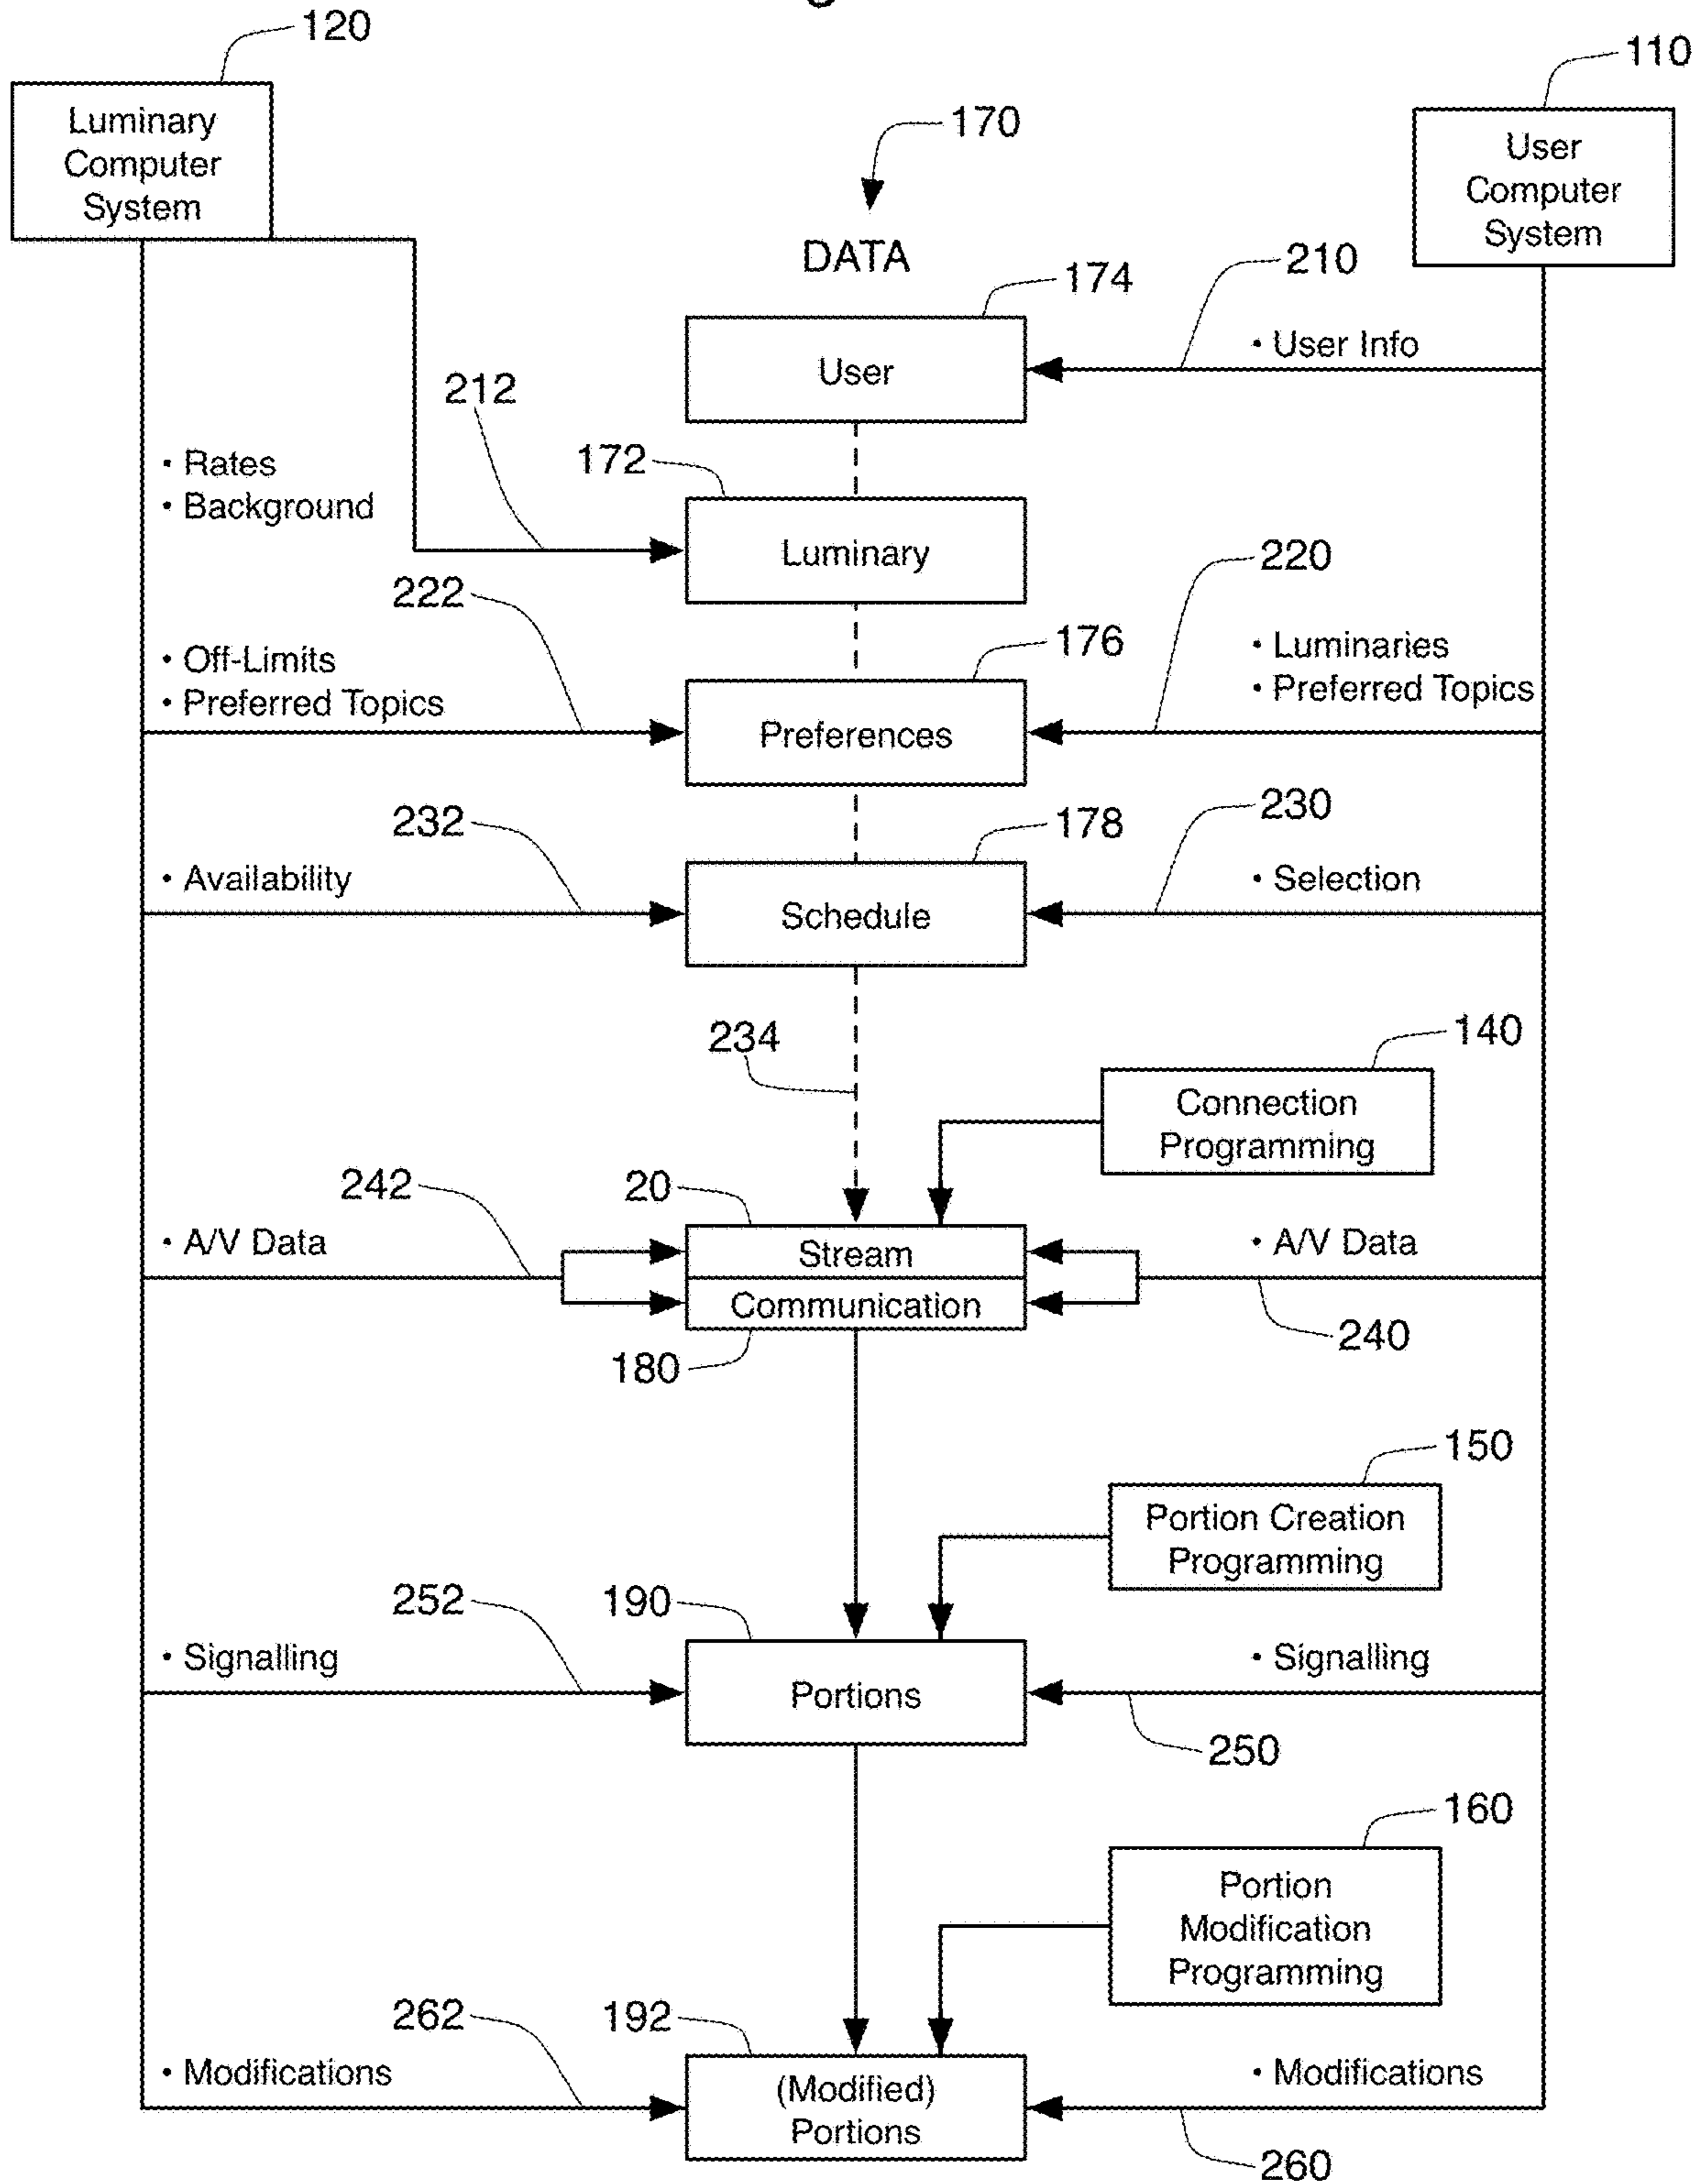 120
110
Luminary
Computer
System
170
User
Computer
System
DATA
210
174
• User Info
User
212
172
• Rates
• Background
Luminary
220
222
176
• Luminaries
• Preferred Topics
• Off-Limits
• Preferred Topics
Preferences
230
232
178
• Availability
• Selection
Schedule
234
140
Connection
Programming
242
20
• A/V Data
Stream
• A/V Data
Communication
240
180
150
Portion Creation
Programming
252
190
• Signalling
• Signalling
Portions
250
160
Portion
Modification
Programming
262
192
• Modifications
• Modifications
(Modified)
Portions
260